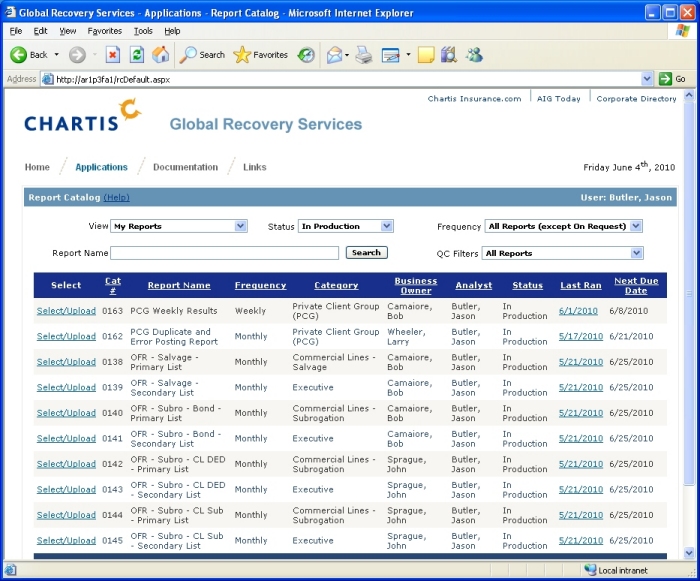 Global Recovery Services - Applications - Report Catalog - Microsoft Internet Explorer
File Edit View Favorites Tools Help
Back Search Favorites
Address http://ar1p3fa1/rcDefault.aspx Go
Chartis Insurance.com AIG Today Corporate Directory
CHARTIS Global Recovery Services
Home Applications Documentation Links Friday June 4th, 2010
Report Catalog (Help) User: Butler, Jason
View My Reports Status In Production Frequency All Reports (except On Request)
Report Name Search QC Filters All Reports
Select Cat # Report Name Frequency Category Business Owner Analyst Status Last Ran Next Due Date
Select/Upload 0163 PCG Weekly Results Weekly Private Client Group (PCG) Camaiore, Bob Butler, Jason In Production 6/1/2010 6/8/2010
Select/Upload 0162 PCG Duplicate and Error Posting Report Monthly Private Client Group (PCG) Wheeler, Larry Butler, Jason In Production 5/17/2010 6/21/2010
Select/Upload 0138 OFR - Salvage - Primary List Monthly Commercial Lines - Salvage Camaiore, Bob Butler, Jason In Production 5/21/2010 6/25/2010
Select/Upload 0139 OFR - Salvage - Secondary List Monthly Executive Camaiore, Bob Butler, Jason In Production 5/21/2010 6/25/2010
Select/Upload 0140 OFR - Subro - Bond - Primary List Monthly Commercial Lines - Subrogation Camaiore, Bob Butler, Jason In Production 5/21/2010 6/25/2010
Select/Upload 0141 OFR - Subro - Bond - Secondary List Monthly Executive Camaiore, Bob Butler, Jason In Production 5/21/2010 6/25/2010
Select/Upload 0142 OFR - Subro - CL DED - Primary List Monthly Commercial Lines - Subrogation Sprague, John Butler, Jason In Production 5/21/2010 6/25/2010
Select/Upload 0143 OFR - Subro - CL DED - Secondary List Monthly Executive Sprague, John Butler, Jason In Production 5/21/2010 6/25/2010
Select/Upload 0144 OFR - Subro - CL Sub - Primary List Monthly Commercial Lines - Subrogation Sprague, John Butler, Jason In Production 5/21/2010 6/25/2010
Select/Upload 0145 OFR - Subro - CL Sub - Secondary List Monthly Executive Sprague, John Butler, Jason In Production 5/21/2010 6/25/2010
Local intranet